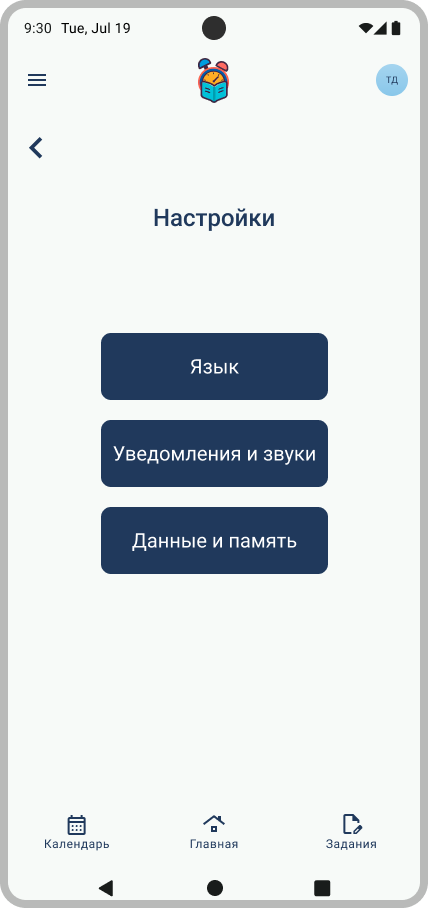 9:30 Tue, Jul 19
тд
Настройки
Язык
Уведомления и звуки
Данные и память
Календарь
Главная
Задания